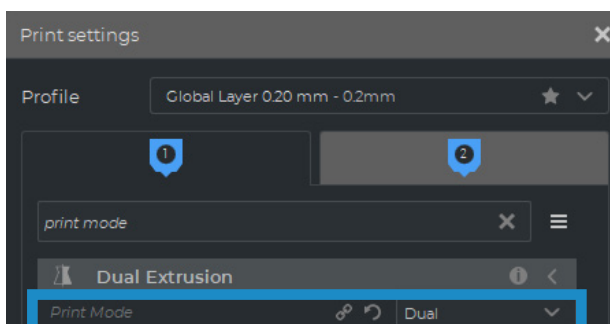 Print settings
Profile Global Layer 0.20 mm - 0.2mm
1 2
print mode
Dual Extrusion
Print Mode Dual